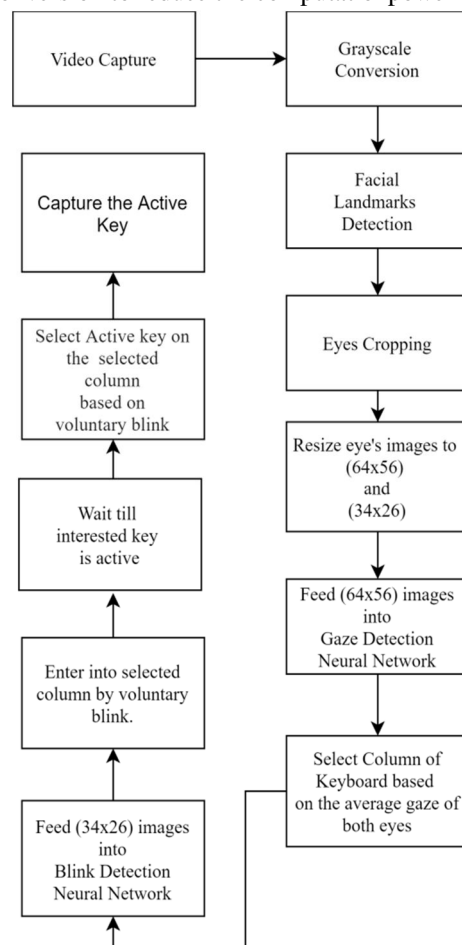 Video Capture
Grayscale
Conversion
Facial
Landmarks
Detection
Eyes Cropping
Resize eye's images to
(64x56)
and
(34x26)
Feed (64x56) images
into
Gaze Detection
Neural Network
Select Column of
Keyboard based
on the average gaze of
both eyes
Feed (34x26) images
into
Blink Detection
Neural Network
Enter into selected
column by voluntary
blink.
Wait till
interested key
is active
Select Active key on
the selected
column
based on
voluntary blink
Capture the Active
Key